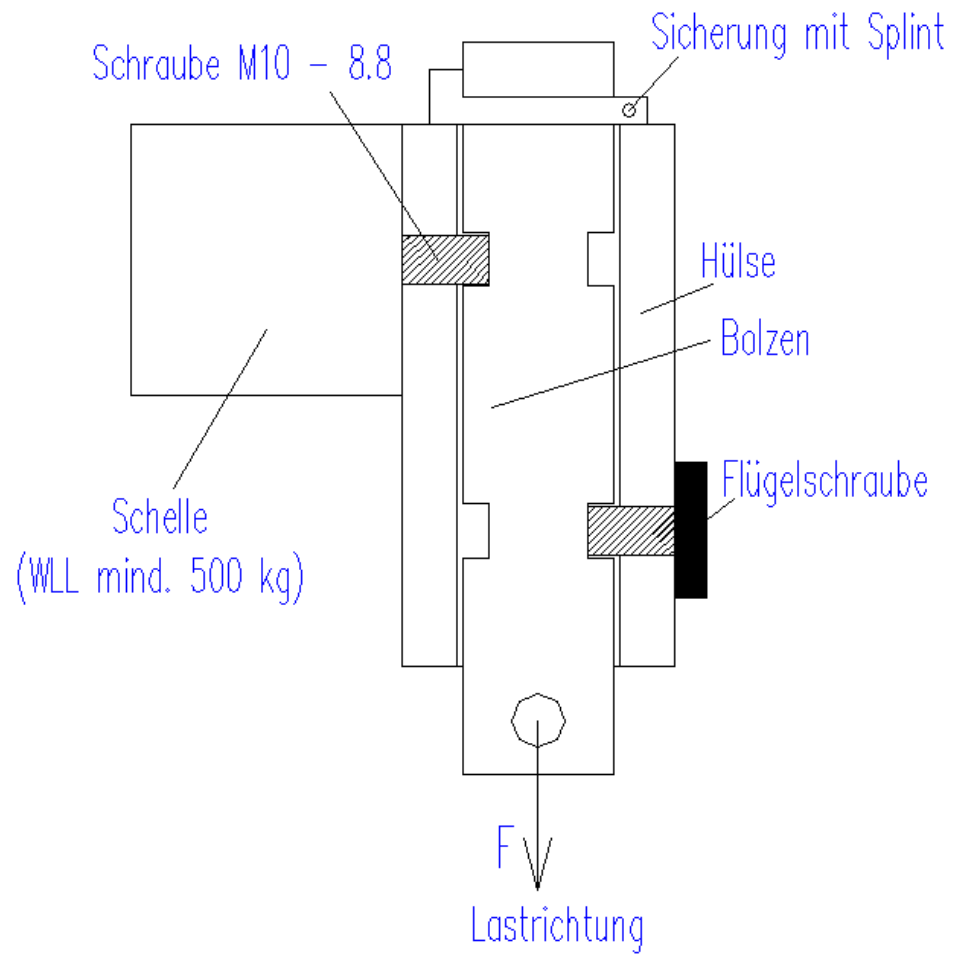 Sicherung mit Splint
Schraube M10 - 8.8
Hülse
Bolzen
Flügelschraube
Schelle
(WLL mind. 500 kg)
F
Lastrichtung